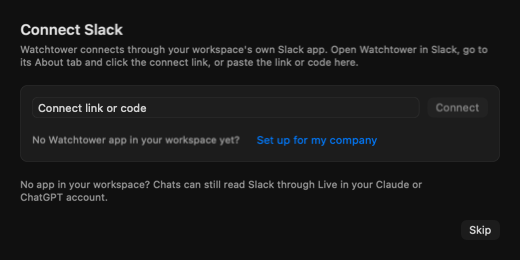 Connect Slack
Watchtower connects through your workspace's own Slack app. Open Watchtower in Slack, go to
its About tab and click the connect link, or paste the link or code here.
Connect link or code
Connect
No Watchtower app in your workspace yet?
Set up for my company
No app in your workspace? Chats can still read Slack through Live in your Claude or
ChatGPT account.
Skip